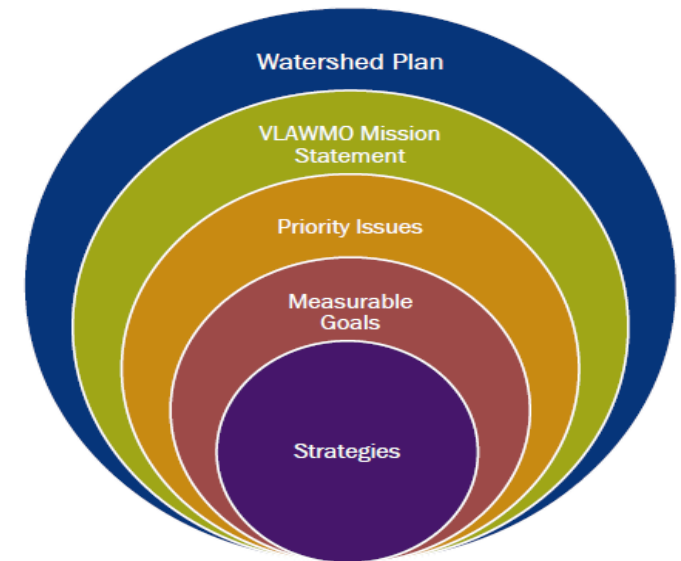 Watershed Plan
VLAWMO Mission
Statement
Priority Issues
Measurable
Goals
Strategies